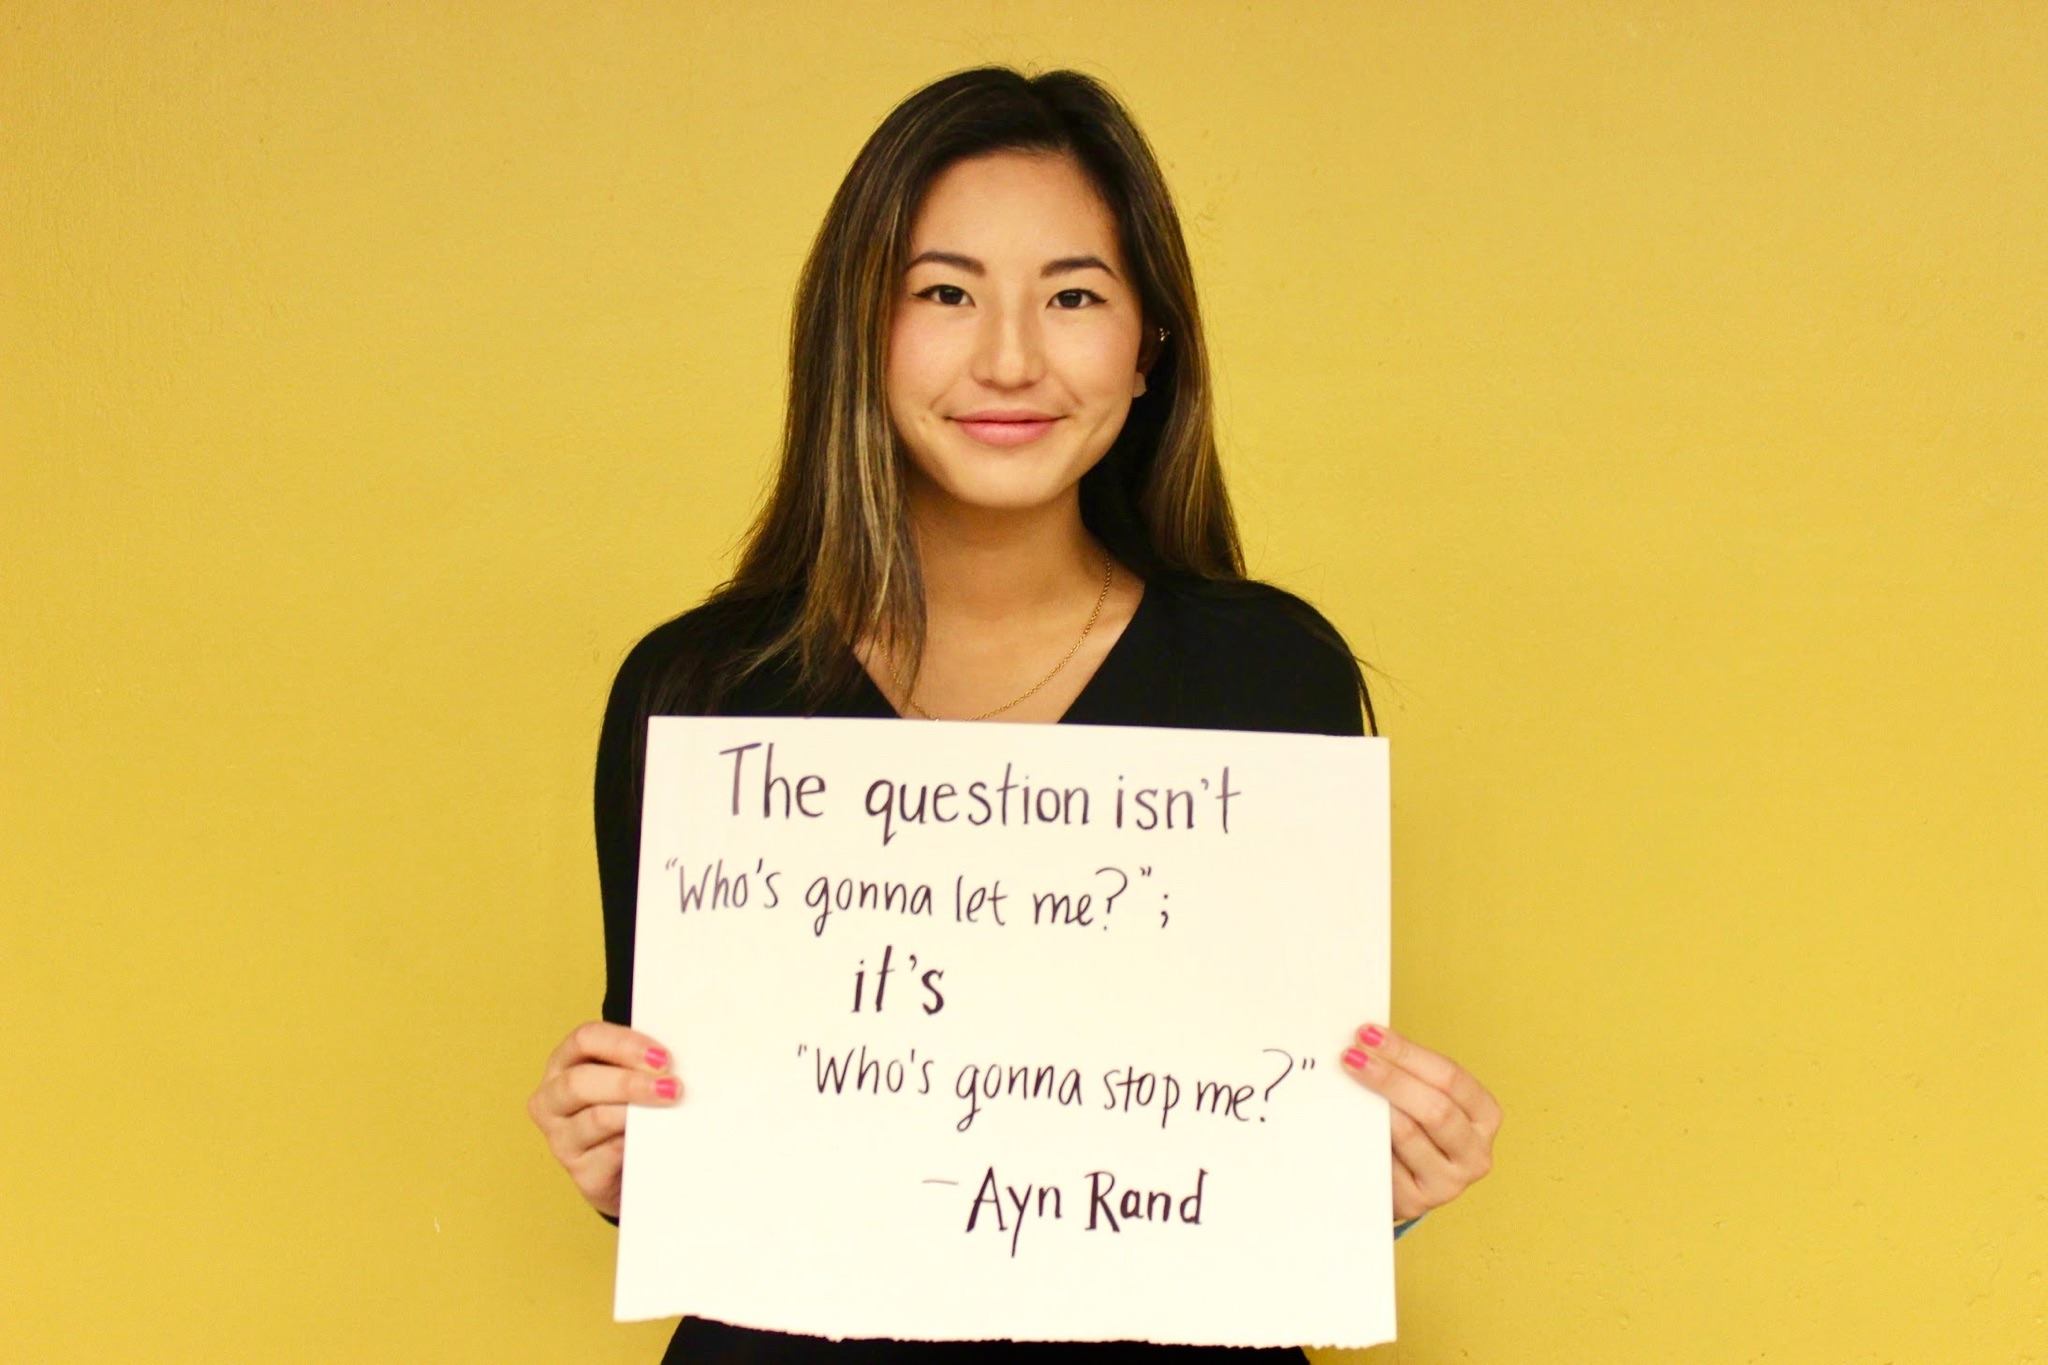 The question isn't
"Who's gonna let me?";
it's
"Who's gonna stop me?"
- Ayn Rand